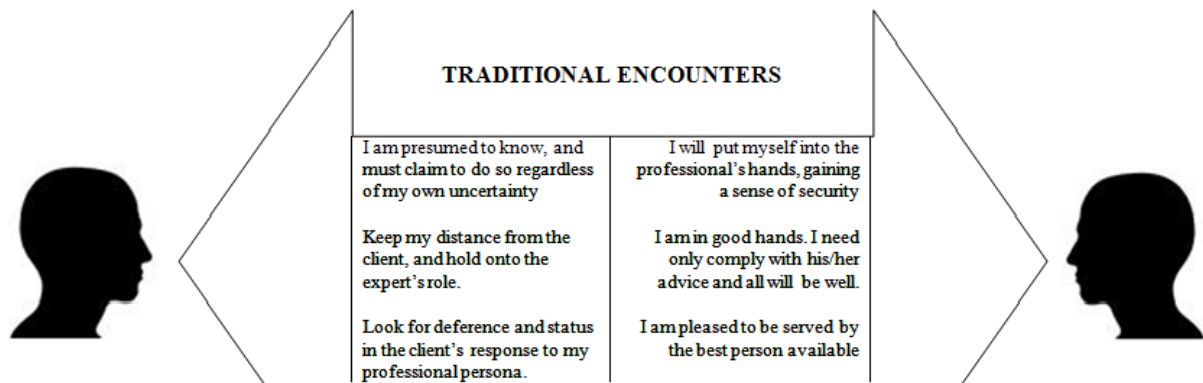 TRADITIONAL ENCOUNTERS
I am presumed to know, and
must claim to do so regardless
of my own uncertainty
Keep my distance from the
client, and hold onto the
expert's role.
Look for deference and status
in the client's response to my
professional persona.
I will put myself into the
professional's hands, gaining
a sense of security
I am in good hands. I need
only comply with his/her
advice and all will be well.
I am pleased to be served by
the best person available